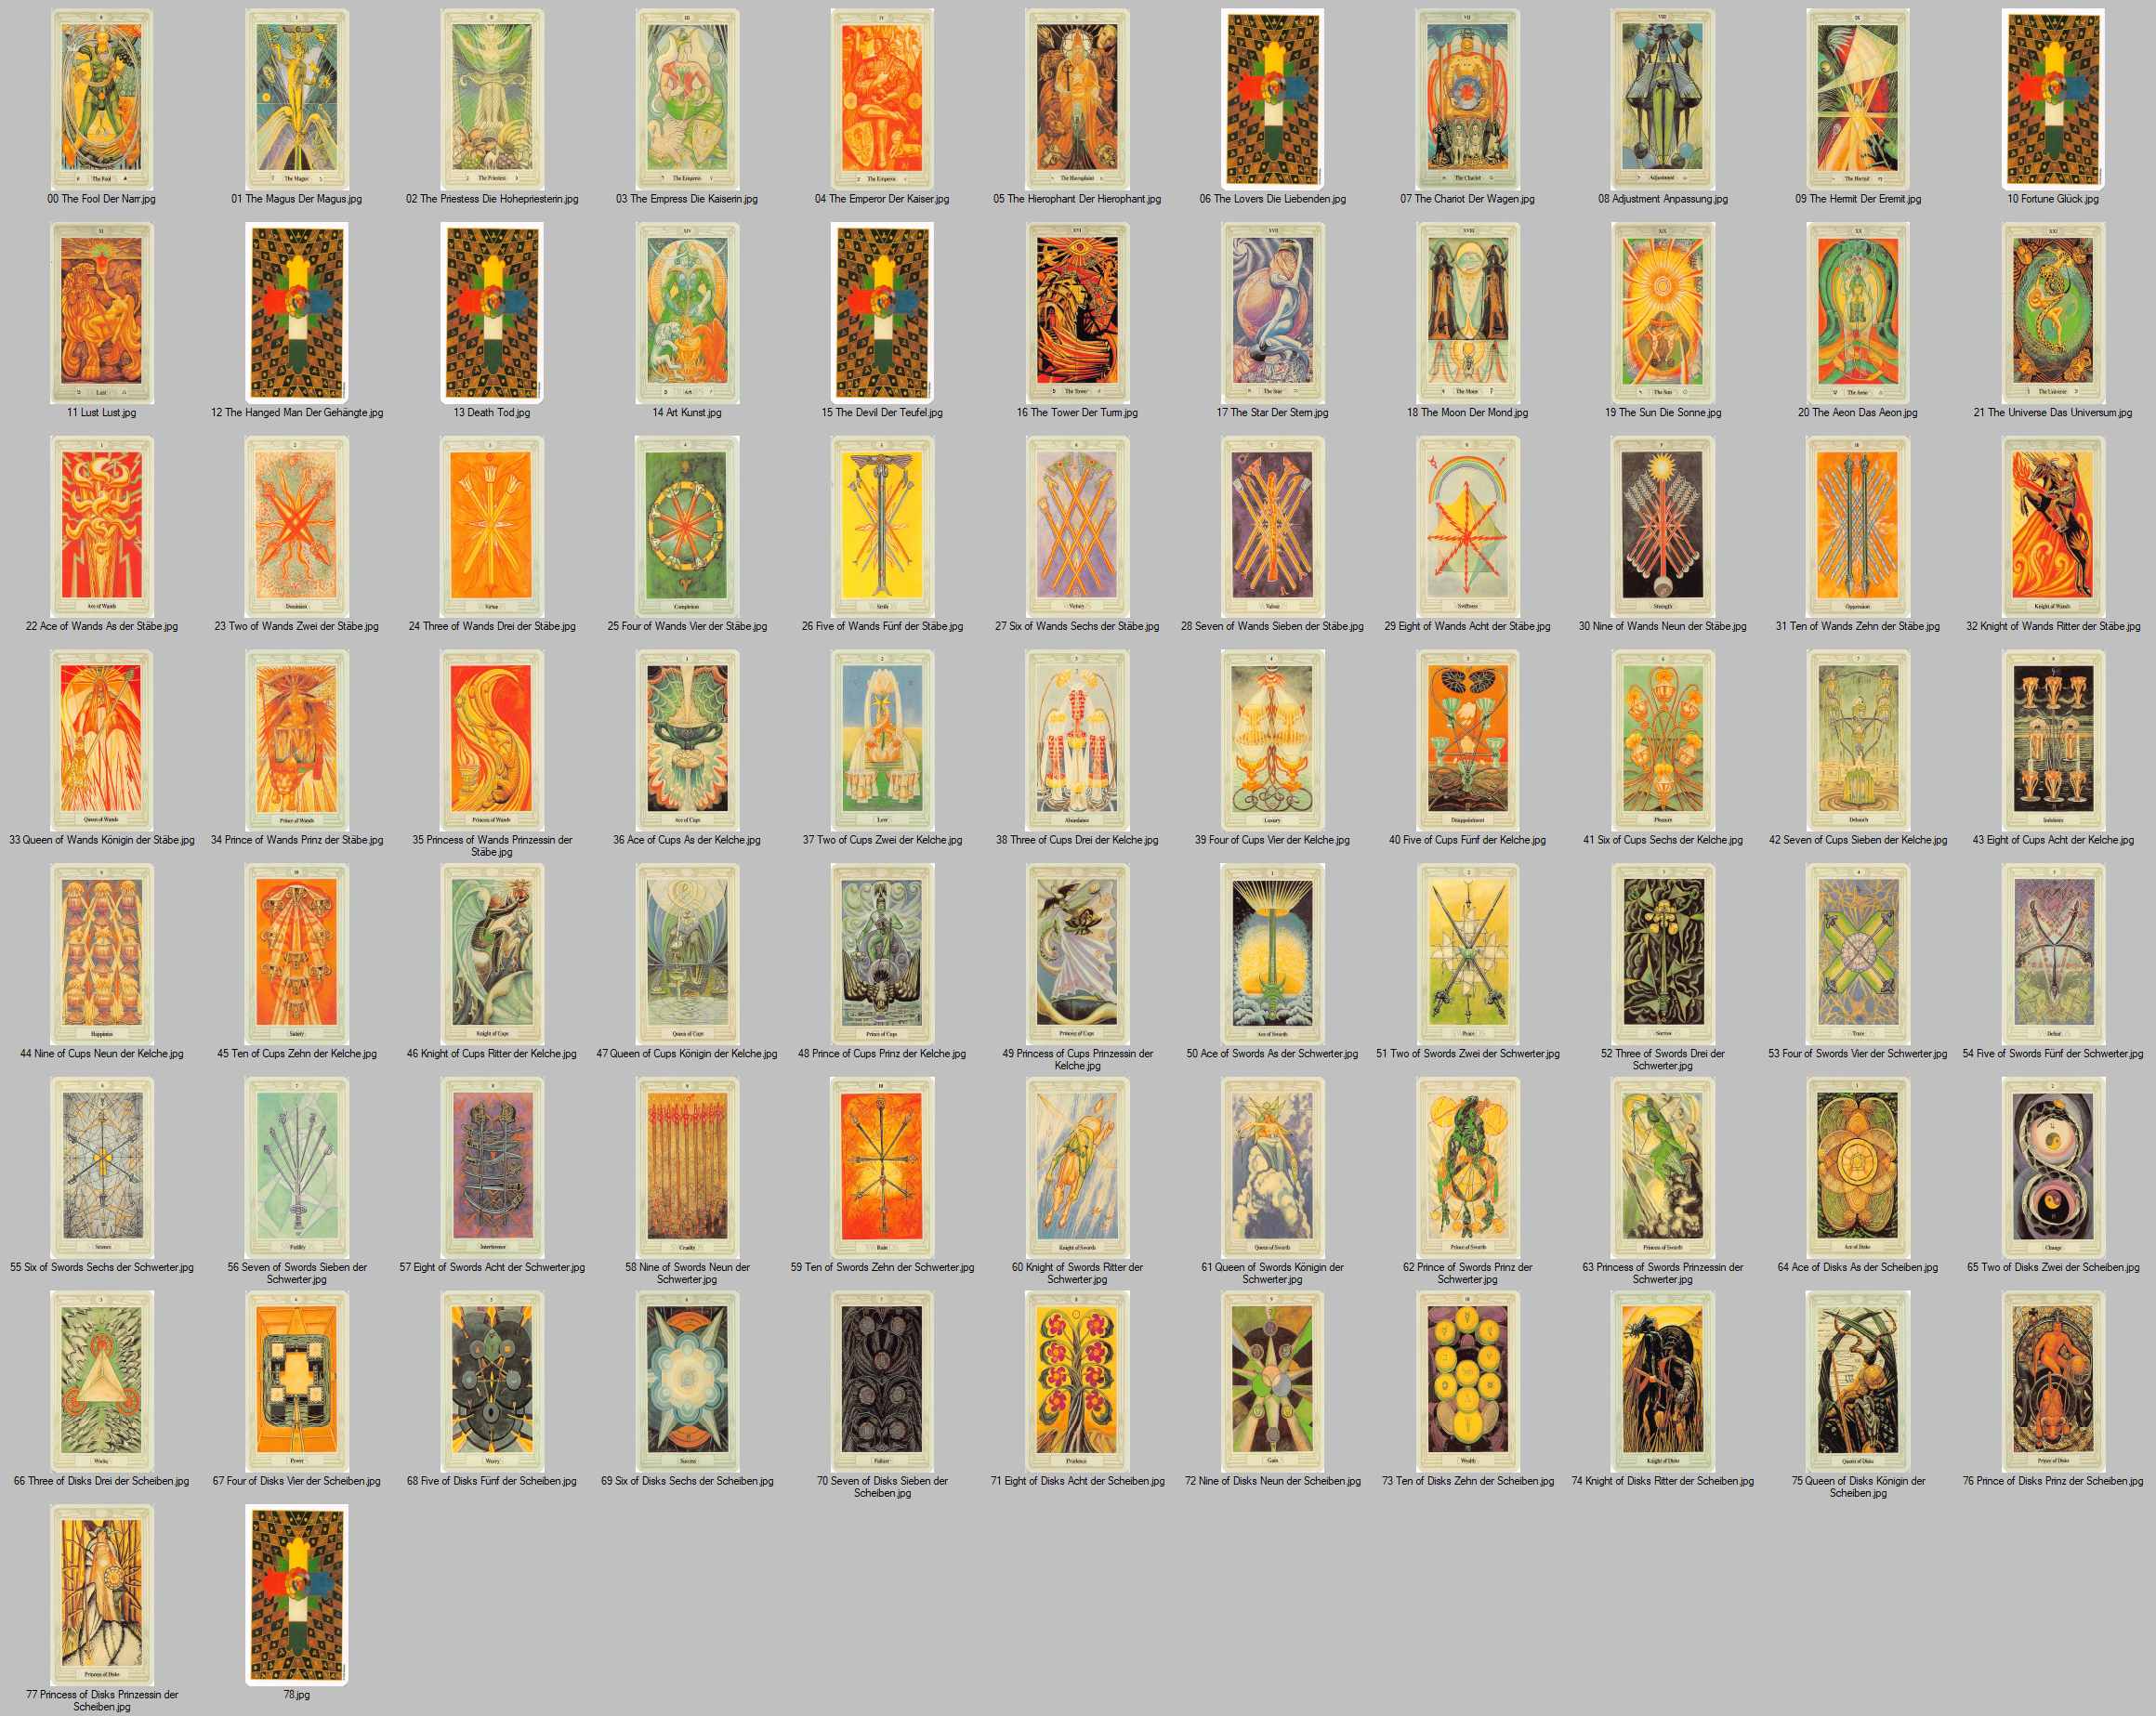 00 The Fool Der Narr.jpg
01 The Magus Der Magus.jpg
02 The Priestess Die Hohepriesterin.jpg
03 The Empress Die Kaiserin.jpg
04 The Emperor Der Kaiser.jpg
05 The Hierophant Der Hierophant.jpg
06 The Lovers Die Liebenden.jpg
07 The Chariot Der Wagen.jpg
08 Adjustment Anpassung.jpg
09 The Hermit Der Eremit.jpg
10 Fortune Glück.jpg
11 Lust Lust.jpg
12 The Hanged Man Der Gehängte.jpg
13 Death Tod.jpg
14 Art Kunst.jpg
15 The Devil Der Teufel.jpg
16 The Tower Der Turm.jpg
17 The Star Der Stern.jpg
18 The Moon Der Mond.jpg
19 The Sun Die Sonne.jpg
20 The Aeon Das Aeon.jpg
21 The Universe Das Universum.jpg
22 Ace of Wands As der Stäbe.jpg
23 Two of Wands Zwei der Stäbe.jpg
24 Three of Wands Drei der Stäbe.jpg
25 Four of Wands Vier der Stäbe.jpg
26 Five of Wands Fünf der Stäbe.jpg
27 Six of Wands Sechs der Stäbe.jpg
28 Seven of Wands Sieben der Stäbe.jpg
29 Eight of Wands Acht der Stäbe.jpg
30 Nine of Wands Neun der Stäbe.jpg
31 Ten of Wands Zehn der Stäbe.jpg
32 Knight of Wands Ritter der Stäbe.jpg
33 Queen of Wands Königin der Stäbe.jpg
34 Prince of Wands Prinz der Stäbe.jpg
35 Princess of Wands Prinzessin der
Stäbe.jpg
36 Ace of Cups As der Kelche.jpg
37 Two of Cups Zwei der Kelche.jpg
38 Three of Cups Drei der Kelche.jpg
39 Four of Cups Vier der Kelche.jpg
40 Five of Cups Fünf der Kelche.jpg
41 Six of Cups Sechs der Kelche.jpg
42 Seven of Cups Sieben der Kelche.jpg
43 Eight of Cups Acht der Kelche.jpg
44 Nine of Cups Neun der Kelche.jpg
45 Ten of Cups Zehn der Kelche.jpg
46 Knight of Cups Ritter der Kelche.jpg
47 Queen of Cups Königin der Kelche.jpg
48 Prince of Cups Prinz der Kelche.jpg
49 Princess of Cups Prinzessin der
Kelche.jpg
50 Ace of Swords As der Schwerter.jpg
51 Two of Swords Zwei der Schwerter.jpg
52 Three of Swords Drei der
Schwerter.jpg
53 Four of Swords Vier der Schwerter.jpg
54 Five of Swords Fünf der Schwerter.jpg
55 Six of Swords Sechs der Schwerter.jpg
56 Seven of Swords Sieben der
Schwerter.jpg
57 Eight of Swords Acht der Schwerter.jpg
58 Nine of Swords Neun der
Schwerter.jpg
59 Ten of Swords Zehn der Schwerter.jpg
60 Knight of Swords Ritter der
Schwerter.jpg
61 Queen of Swords Königin der
Schwerter.jpg
62 Prince of Swords Prinz der
Schwerter.jpg
63 Princess of Swords Prinzessin der
Schwerter.jpg
64 Ace of Disks As der Scheiben.jpg
65 Two of Disks Zwei der Scheiben.jpg
66 Three of Disks Drei der Scheiben.jpg
67 Four of Disks Vier der Scheiben.jpg
68 Five of Disks Fünf der Scheiben.jpg
69 Six of Disks Sechs der Scheiben.jpg
70 Seven of Disks Sieben der
Scheiben.jpg
71 Eight of Disks Acht der Scheiben.jpg
72 Nine of Disks Neun der Scheiben.jpg
73 Ten of Disks Zehn der Scheiben.jpg
74 Knight of Disks Ritter der Scheiben.jpg
75 Queen of Disks Königin der
Scheiben.jpg
76 Prince of Disks Prinz der Scheiben.jpg
77 Princess of Disks Prinzessin der
Scheiben.jpg
78.jpg